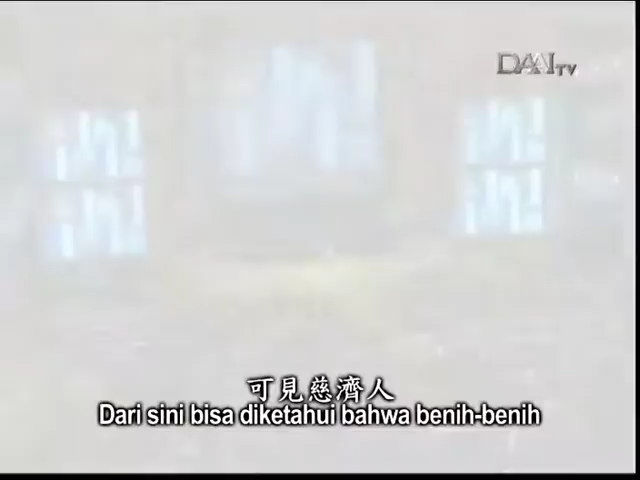 DAAI TV
可見慈濟人
Dari sini bisa diketahui bahwa benih-benih